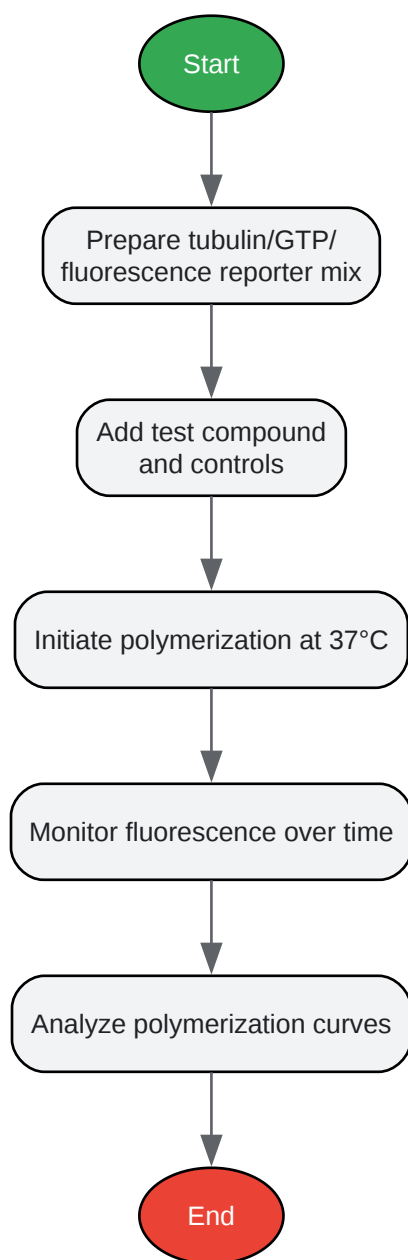 Start
Prepare tubulin/GTP/
fluorescence reporter mix
Add test compound
and controls
Initiate polymerization at 37°C
Monitor fluorescence over time
Analyze polymerization curves
End